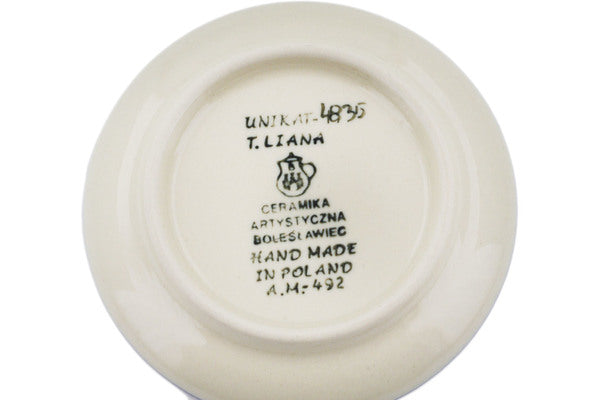 UNIKAT-4835
T. LIANA
CERAMIKA
ARTYSTYCZNA
BOLESŁAWIEC
HAND MADE
IN POLAND
A.M.-492